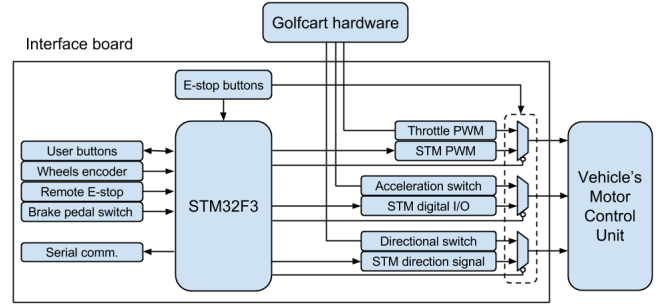 Golfcart hardware
Interface board
E-stop buttons
User buttons
Wheels encoder
Remote E-stop
Brake pedal switch
Serial comm.
STM32F3
Throttle PWM
STM PWM
Acceleration switch
STM digital I/O
Directional switch
STM direction signal
Vehicle's
Motor
Control
Unit